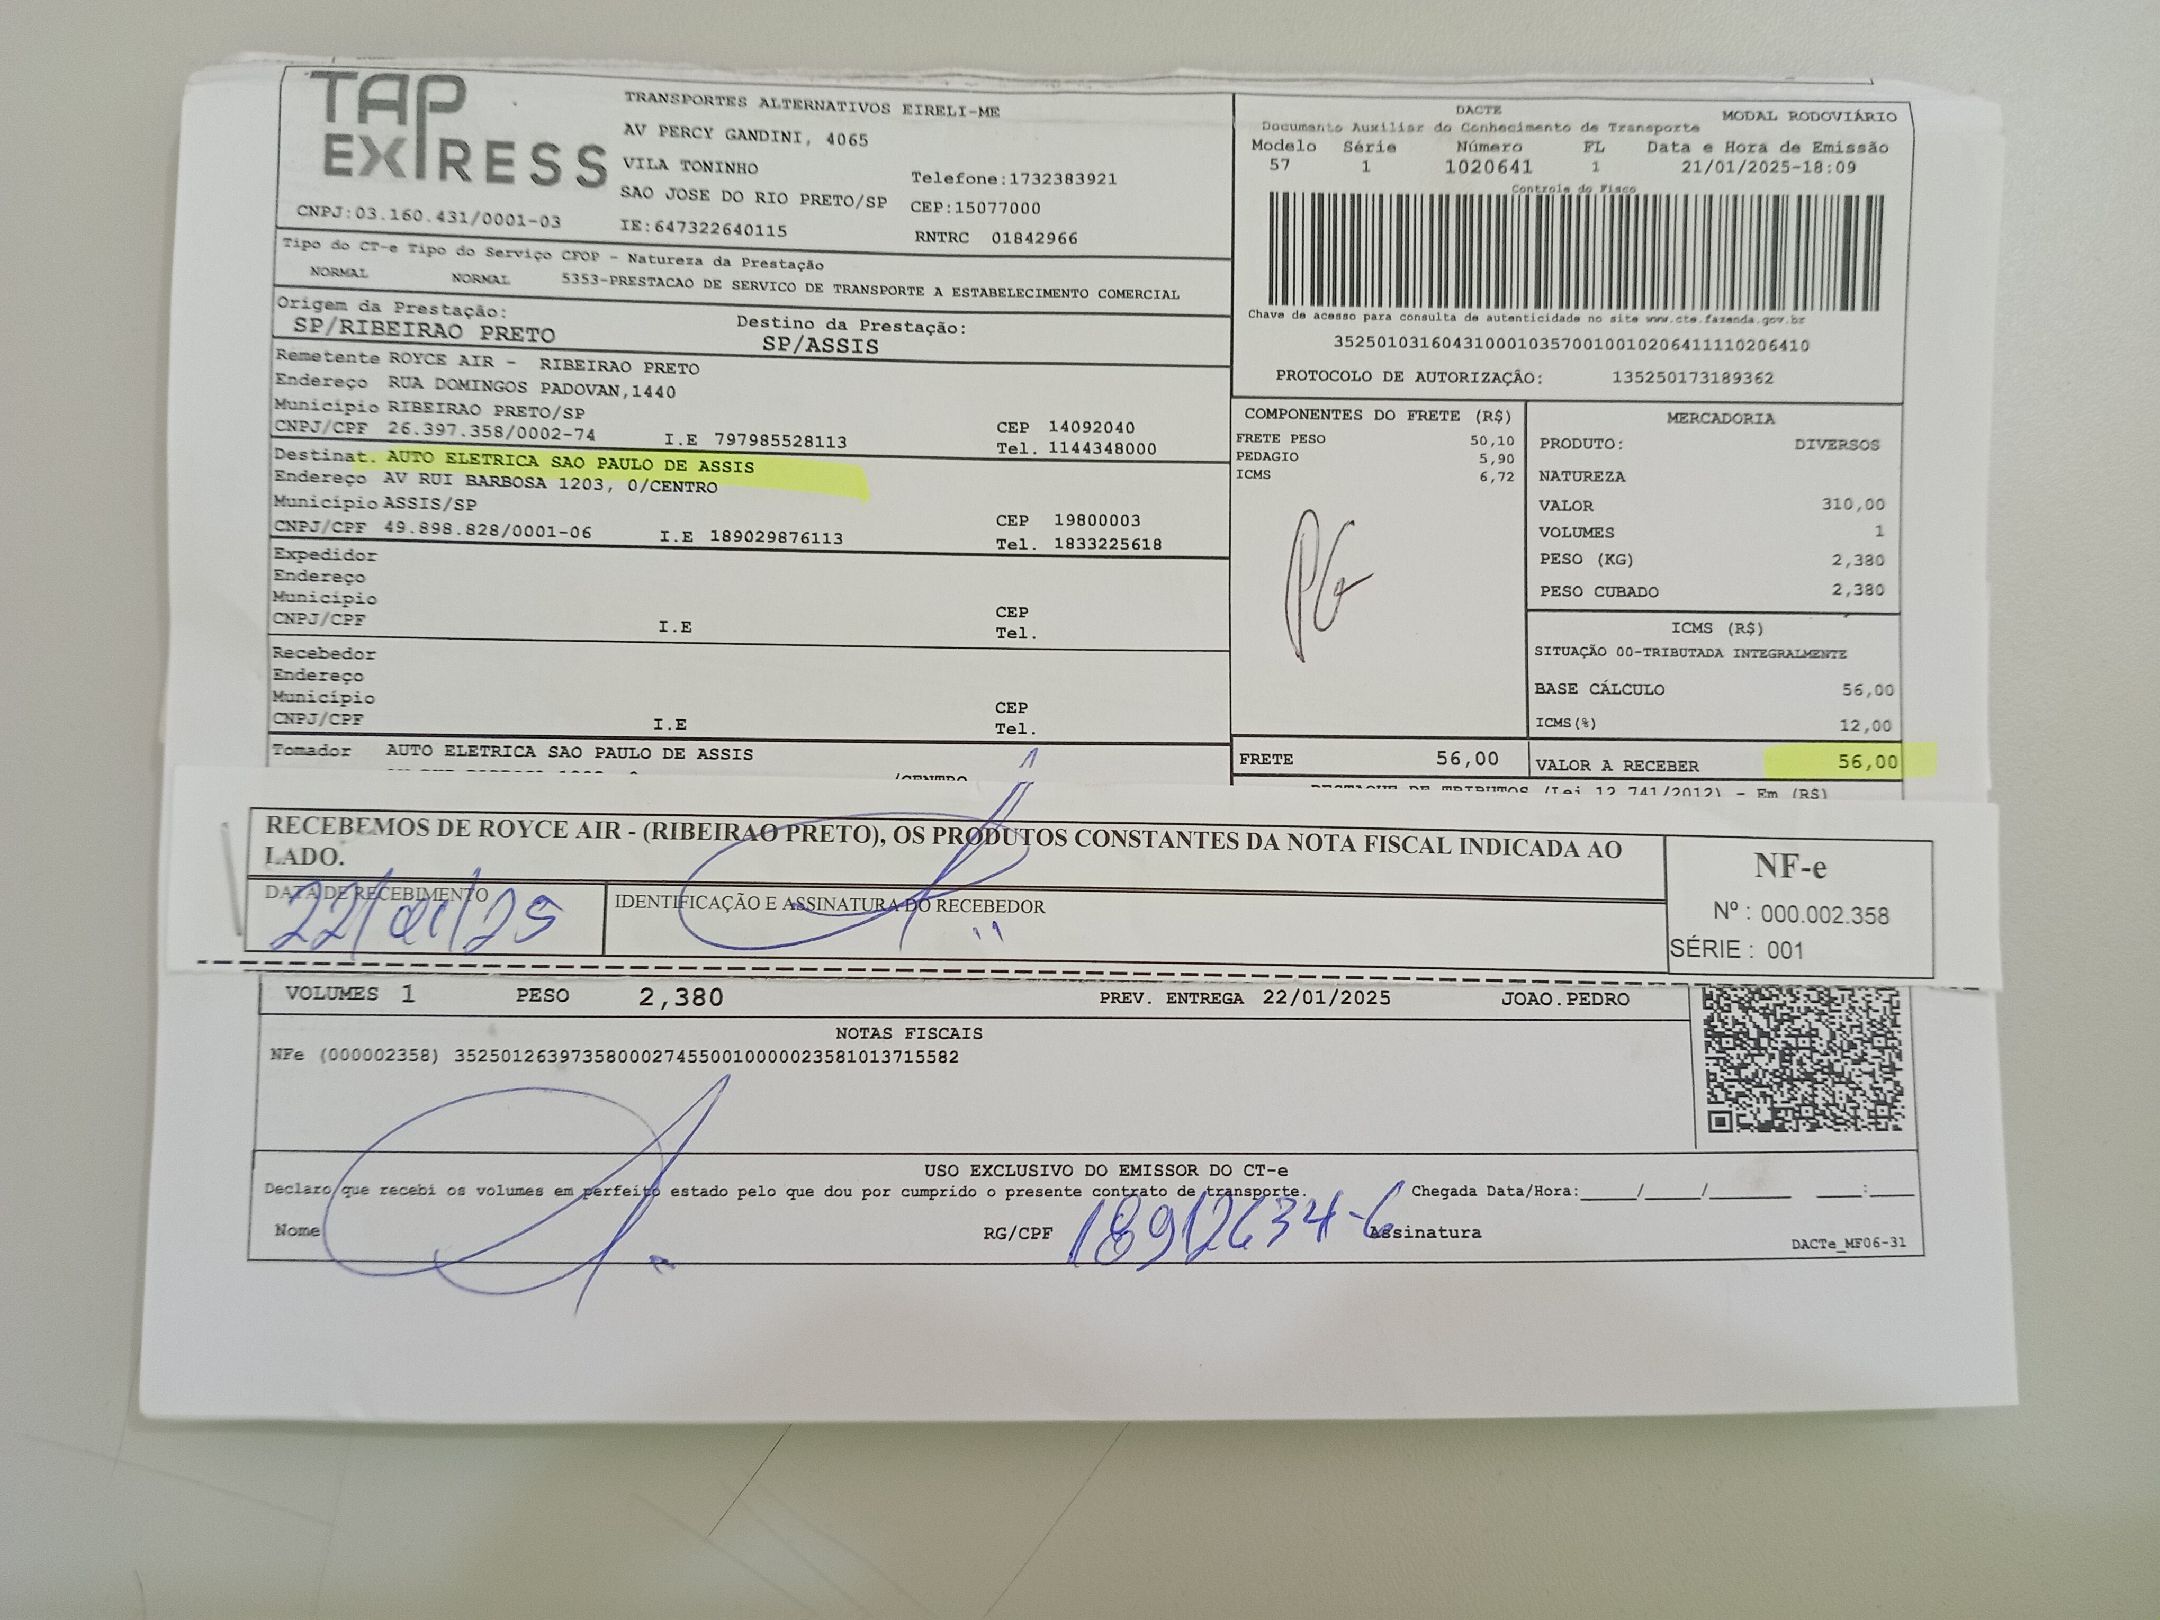 TAP EXPRESS
TRANSPORTES ALTERNATIVOS EIRELI-ME
AV PERCY GANDINI, 4065
VILA TONINHO
SAO JOSE DO RIO PRETO/SP
Telefone:1732383921
CEP:15077000
CNPJ:03.160.431/0001-03
IE:647322640115
RNTRC 01842966
Tipo do CT-e Tipo do Serviço CFOP - Natureza da Prestação
NORMAL NORMAL 5353-PRESTACAO DE SERVICO DE TRANSPORTE A ESTABELECIMENTO COMERCIAL
Origem da Prestação: Destino da Prestação:
SP/RIBEIRAO PRETO SP/ASSIS
Remetente ROYCE AIR - RIBEIRAO PRETO
Endereço RUA DOMINGOS PADOVAN,1440
Município RIBEIRAO PRETO/SP CEP 14092040
CNPJ/CPF 26.397.358/0002-74 I.E 797985528113 Tel. 1144348000
Destinat. AUTO ELETRICA SAO PAULO DE ASSIS
Endereço AV RUI BARBOSA 1203, 0/CENTRO
Município ASSIS/SP CEP 19800003
CNPJ/CPF 49.898.828/0001-06 I.E 189029876113 Tel. 1833225618
Expedidor
Endereço
Município CEP
CNPJ/CPF I.E Tel.
Recebedor
Endereço
Município CEP
CNPJ/CPF I.E Tel.
Tomador AUTO ELETRICA SAO PAULO DE ASSIS
DACTE MODAL RODOVIÁRIO
Documento Auxiliar do Conhecimento de Transporte
Modelo Série Número FL Data e Hora de Emissão
57 1 1020641 1 21/01/2025-18:09
Controle do Fisco
Chave de acesso para consulta de autenticidade no site www.cte.fazenda.gov.br
35250103160431000103570010010206411110206410
PROTOCOLO DE AUTORIZAÇÃO: 135250173189362
COMPONENTES DO FRETE (R$)
FRETE PESO 50,10
PEDAGIO 5,90
ICMS 6,72
PG
MERCADORIA
PRODUTO: DIVERSOS
NATUREZA
VALOR 310,00
VOLUMES 1
PESO (KG) 2,380
PESO CUBADO 2,380
ICMS (R$)
SITUAÇÃO 00-TRIBUTADA INTEGRALMENTE
BASE CÁLCULO 56,00
ICMS(%) 12,00
FRETE 56,00 VALOR A RECEBER 56,00
DESTAQUE DE TRIBUTOS (Lei 12.741/2012) - Em (R$)
RECEBEMOS DE ROYCE AIR - (RIBEIRAO PRETO), OS PRODUTOS CONSTANTES DA NOTA FISCAL INDICADA AO
LADO.
DATA DE RECEBIMENTO
22/01/25
IDENTIFICAÇÃO E ASSINATURA DO RECEBEDOR
NF-e
Nº : 000.002.358
SÉRIE : 001
VOLUMES 1 PESO 2,380 PREV. ENTREGA 22/01/2025 JOAO.PEDRO
NOTAS FISCAIS
NFe (000002358) 35250126397358000274550010000023581013715582
USO EXCLUSIVO DO EMISSOR DO CT-e
Declaro que recebi os volumes em perfeito estado pelo que dou por cumprido o presente contrato de transporte. Chegada Data/Hora:____/____/______ ____:____
Nome RG/CPF 18912634-6 Assinatura
DACTe_MF06-31